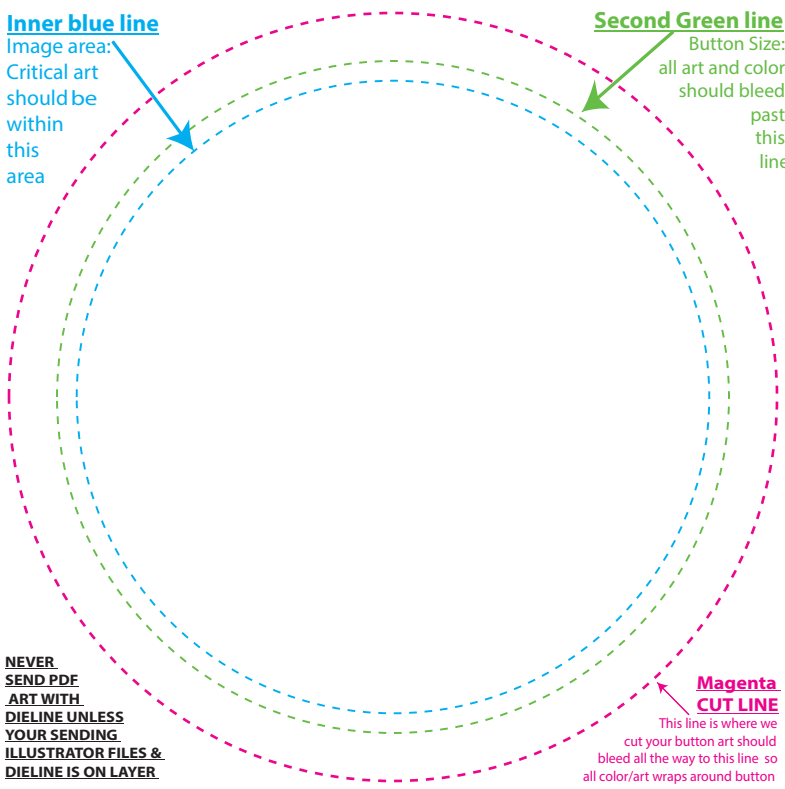 Inner blue line
Image area:
Critical art
should be
within
this
area
Second Green line
Button Size:
all art and color
should bleed
past
this
line
NEVER
SEND PDF
ART WITH
DIELINE UNLESS
YOUR SENDING
ILLUSTRATOR FILES &
DIELINE IS ON LAYER
Magenta
CUT LINE
This line is where we
cut your button art should
bleed all the way to this line so
all color/art wraps around button